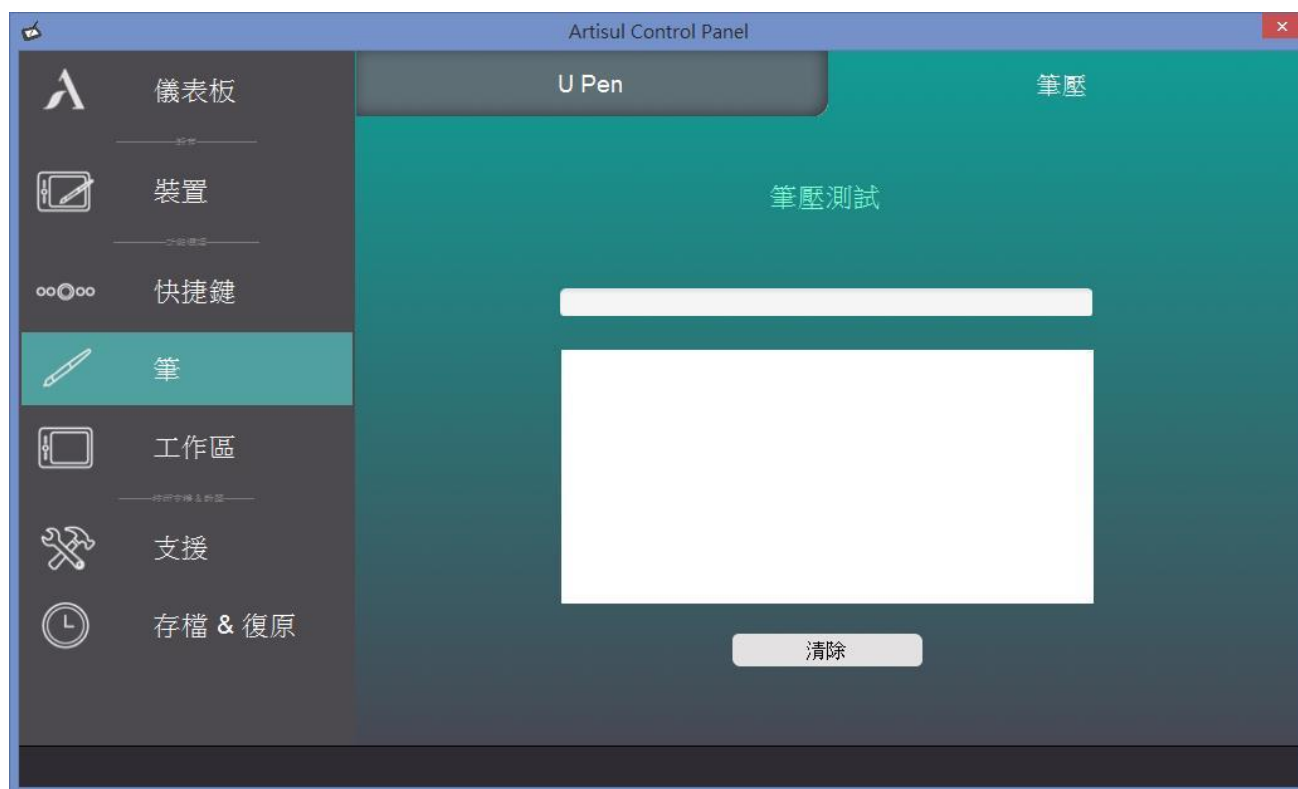 Artisul Control Panel
儀表板
裝置
快捷鍵
筆
工作區
支援
存檔 & 復原
U Pen
筆壓
筆壓測試
清除